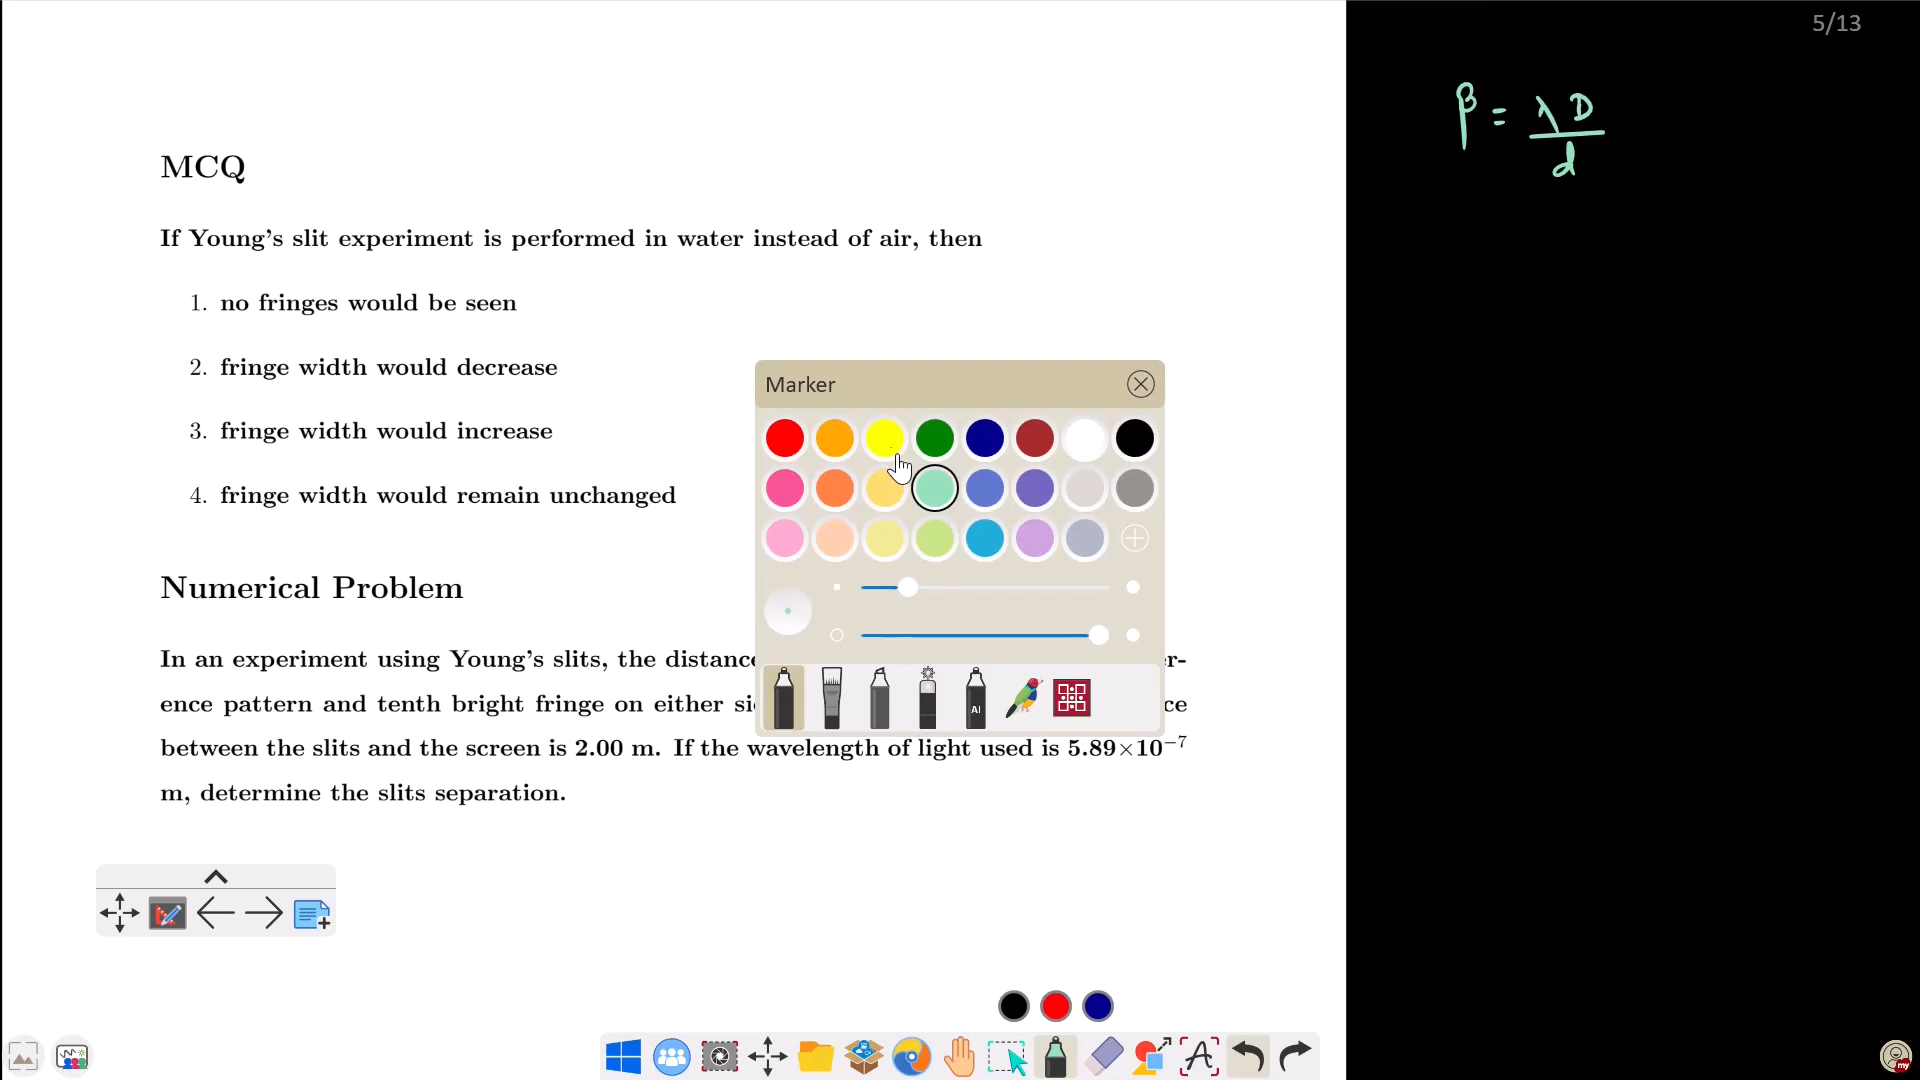 5/13
β = λD/d
MCQ
If Young's slit experiment is performed in water instead of air, then
1. no fringes would be seen
2. fringe width would decrease
3. fringe width would increase
4. fringe width would remain unchanged
Marker
AI
Numerical Problem
In an experiment using Young's slits, the distance
ence pattern and tenth bright fringe on either
between the slits and the screen is 2.00 m. If the wavelength of light used is 5.89×10⁻⁷
m, determine the slits separation.
A
my